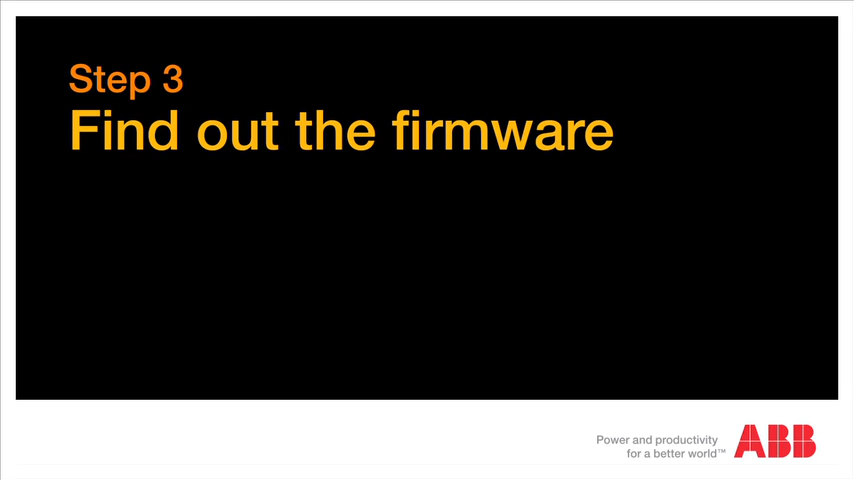 Step 3
Find out the firmware
Power and productivity
for a better world™
ABB